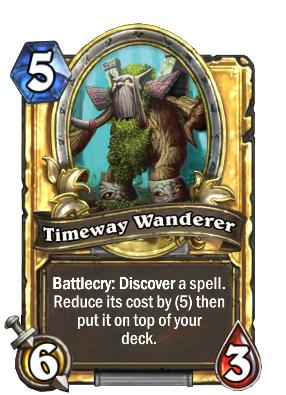 5
Timeway Wanderer
Battlecry: Discover a spell.
Reduce its cost by (5) then
put it on top of your
deck.
6
3